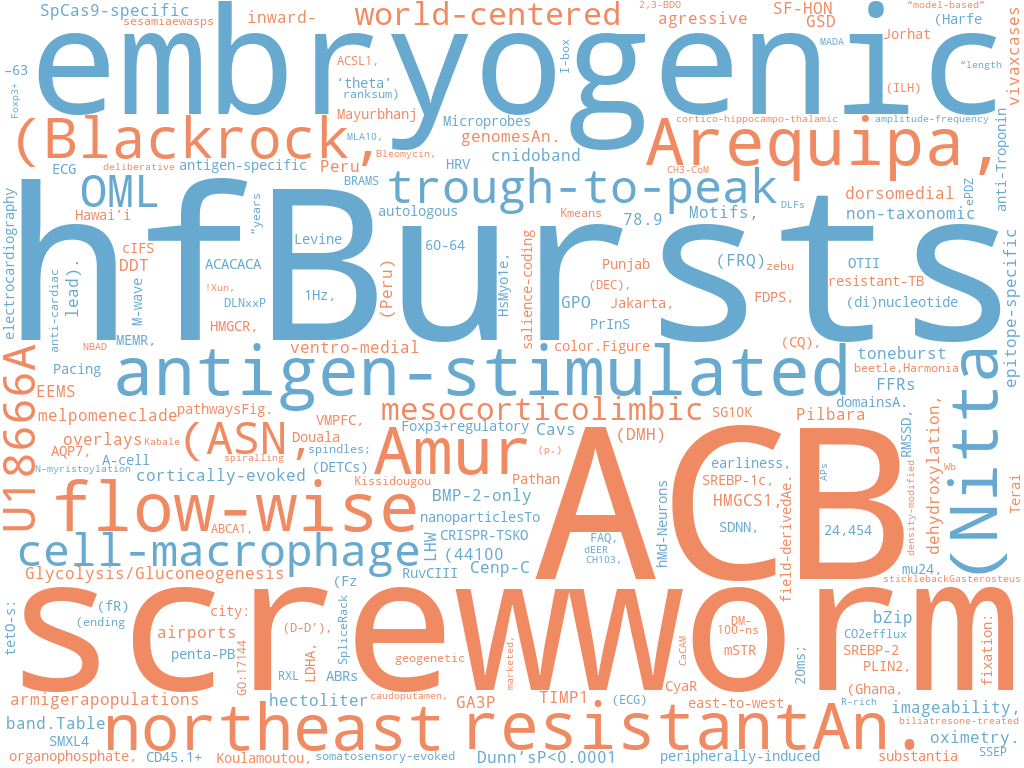 SpCas9-specific
sesamiaewasps
inward-
world-centered
2,3-BDO
agressive
SF-HON
GSD
MADA
"model-based"
(Harfe
Jorhat
vivaxcases
embryogenic
-63
Foxp3+
ACSL1,
'theta'
ranksum)
I-box
"length
(ILH)
Mayurbhanj
Microprobes
genomesAn.
cortico-hippocampo-thalamic
amplitude-frequency
anti-Troponin
(Blackrock,
MLA10,
Bleomycin,
cnidoband
Arequipa,
ECG
deliberative
antigen-specific
Peru
HRV
CH3-CoM
ePDZ
OML
BRAMS
trough-to-peak
dorsomedial
electrocardiography
Hawai'i
"years
autologous
Kmeans
78.9
Motifs,
DLFs
non-taxonomic
hfBursts
cIFS
DDT
lead).
anti-cardiac
M-wave
ACACACA
!Xun,
DLNxxP
Levine
1Hz,
(Peru)
60-64
HsMyo1e,
salience-coding
Punjab
(DEC),
GPO
Jakarta,
PrInS
(FRQ)
zebu
FDPS,
OTII
resistant-TB
(di)nucleotide
epitope-specific
HMGCR,
MEMR,
NBAD
ventro-medial
color.Figure
(CQ),
toneburst
beetle,Harmonia
Pacing
antigen-stimulated
FFRs
domainsA.
EEMS
U18666A
melpomeneclade
pathwaysFig.
VMPFC,
mesocorticolimbic
SG10K
Pilbara
RMSSD,
dehydroxylation,
(Nitta
overlays
Kabale
(ASN,
Douala
spindles;
Foxp3+regulatory
Cavs
(DMH)
AQP7,
A-cell
spiralling
Amur
(p.)
N-myristoylation
cortically-evoked
(DETCs)
Kissidougou
Pathan
ACB
earliness,
SREBP-1c,
APs
Wb
Terai
flow-wise
BMP-2-only
HMGCS1,
ABCA1,
nanoparticlesTo
hMd-Neurons
SDNN,
24,454
density-modified
field-derivedAe.
cell-macrophage
LHW
CRISPR-TSKO
(44100
FAQ,
dEER
CH1O3,
Glycolysis/Gluconeogenesis
(Fz
RuvCIII
Cenp-C
mu24,
sticklebackGasterosteus
screwworm
tetO-s:
(fR)
(ending
city:
airports
penta-PB
GO:17144
(D-D'),
RXL
LDHA,
SpliceRack
ABRs
geogenetic
marketed,
CaCAM
DM-
100-ns
mSTR
20ms;
bZip
CO2efflux
SREBP-2
PLIN2,
fixation:
armigerapopulations
hectoliter
caudoputamen,
GA3P
TIMP1
(ECG)
CyaR
east-to-west
(Ghana,
R-rich
imageability,
band.Table
SMXL4
northeast
resistantAn.
biliatresone-treated
oximetry.
SSEP
organophosphate,
CD45.1+
Koulamoutou,
somatosensory-evoked
Dunn'sP<0.0001
peripherally-induced
substantia